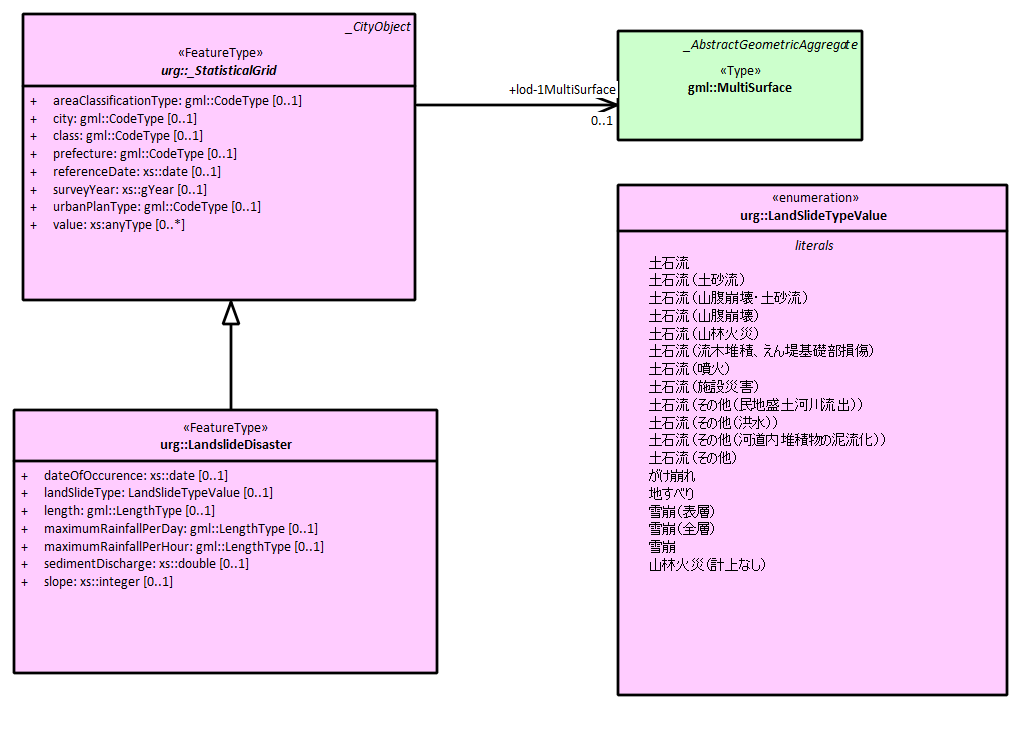 _CityObject
«FeatureType»
urg::_StatisticalGrid
+ areaClassificationType: gml::CodeType [0..1]
+ city: gml::CodeType [0..1]
+ class: gml::CodeType [0..1]
+ prefecture: gml::CodeType [0..1]
+ referenceDate: xs::date [0..1]
+ surveyYear: xs::gYear [0..1]
+ urbanPlanType: gml::CodeType [0..1]
+ value: xs:anyType [0..*]
+lod-1MultiSurface
0..1
_AbstractGeometricAggregate
«Type»
gml::MultiSurface
«enumeration»
urg::LandSlideTypeValue
literals
土石流
土石流（土砂流）
土石流（山腹崩壊・土砂流）
土石流（山腹崩壊）
土石流（山林火災）
土石流（流木堆積、えん堤基礎部損傷）
土石流（噴火）
土石流（施設災害）
土石流（その他（民地盛土河川流出））
土石流（その他（洪水））
土石流（その他（河道内堆積物の泥流化））
土石流（その他）
がけ崩れ
地すべり
雪崩（表層）
雪崩（全層）
雪崩
山林火災（計上なし）
«FeatureType»
urg::LandslideDisaster
+ dateOfOccurence: xs::date [0..1]
+ landSlideType: LandSlideTypeValue [0..1]
+ length: gml::LengthType [0..1]
+ maximumRainfallPerDay: gml::LengthType [0..1]
+ maximumRainfallPerHour: gml::LengthType [0..1]
+ sedimentDischarge: xs::double [0..1]
+ slope: xs::integer [0..1]